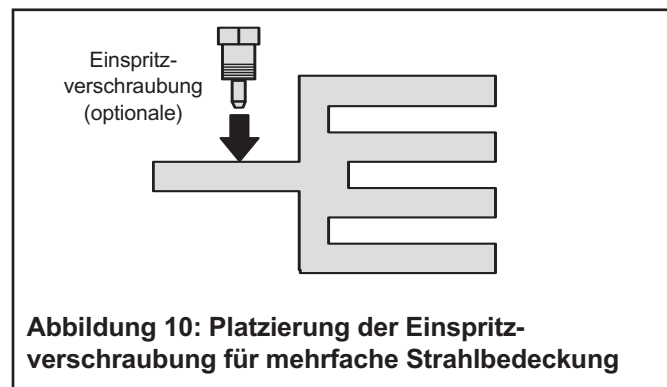 Einspritz-
verschraubung
(optionale)
Abbildung 10: Platzierung der Einspritz-
verschraubung für mehrfache Strahlbedeckung